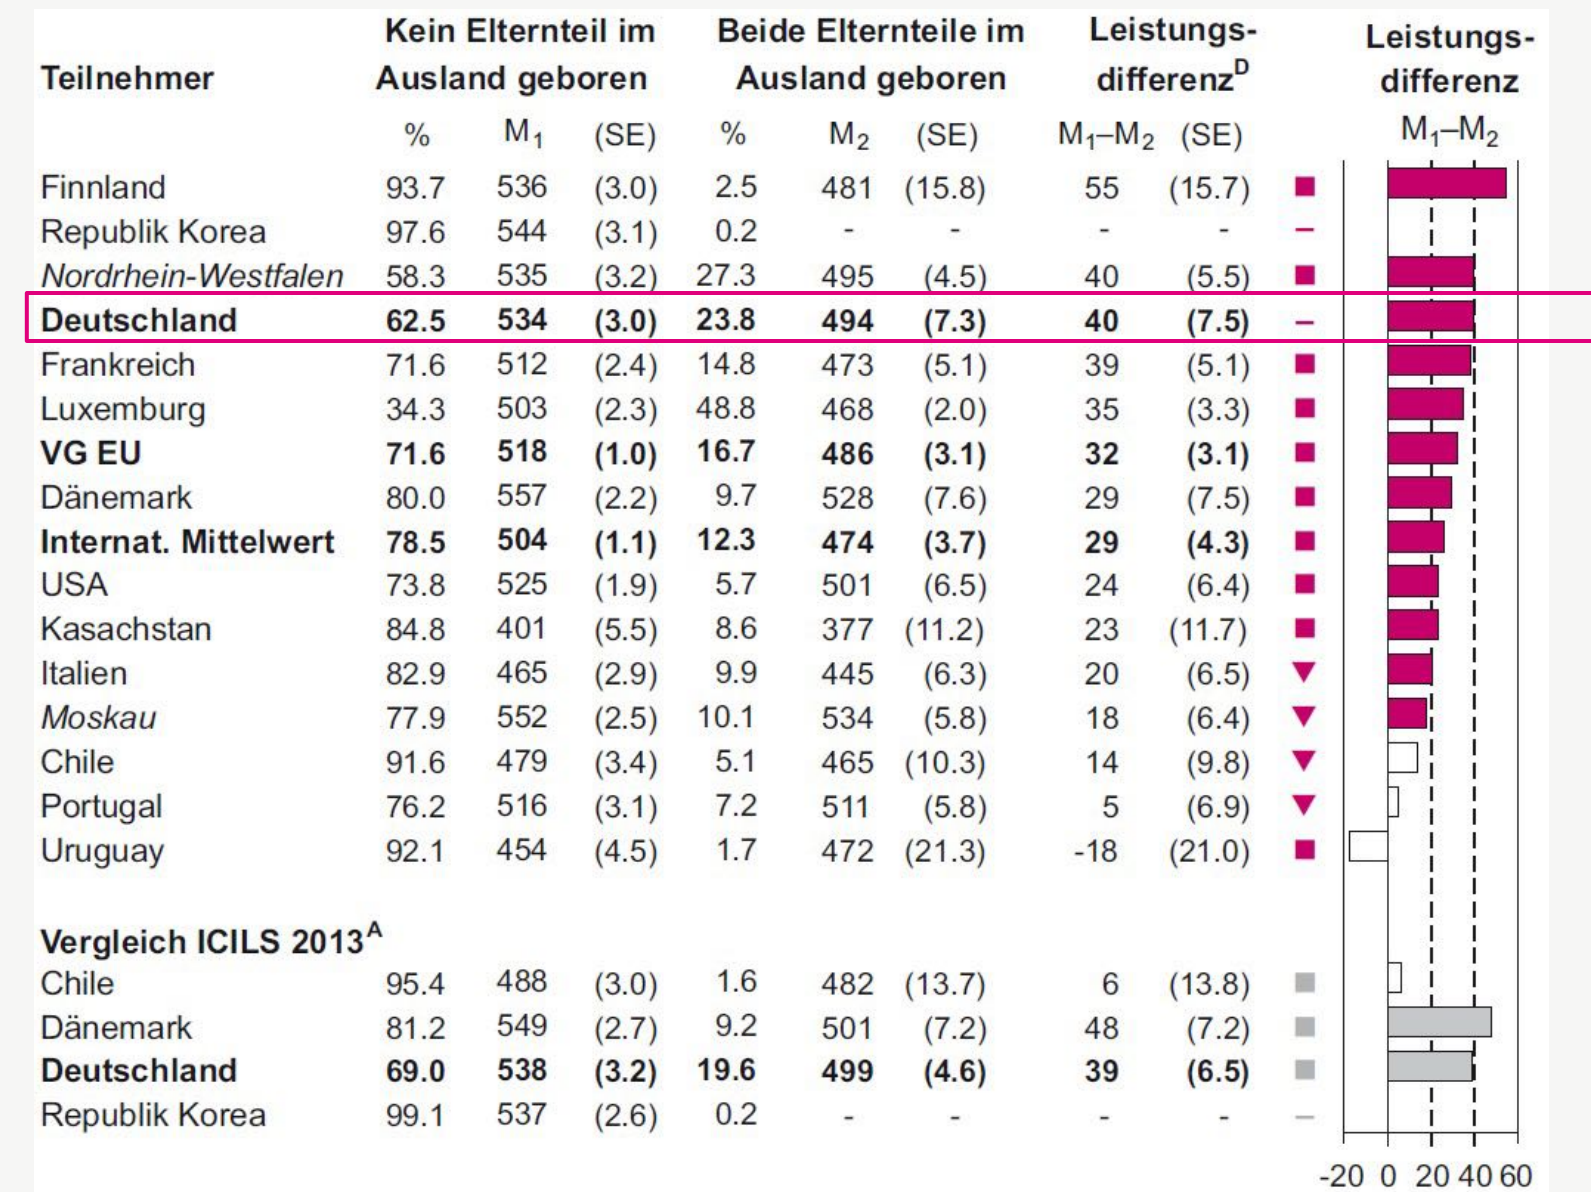 Teilnehmer Kein Elternteil im Ausland geboren Beide Elternteile im Ausland geboren Leistungs-differenzD Leistungs-differenz
% M1 (SE) % M2 (SE) M1–M2 (SE) M1–M2
Finnland 93.7 536 (3.0) 2.5 481 (15.8) 55 (15.7)
Republik Korea 97.6 544 (3.1) 0.2 - - - -
Nordrhein-Westfalen 58.3 535 (3.2) 27.3 495 (4.5) 40 (5.5)
Deutschland 62.5 534 (3.0) 23.8 494 (7.3) 40 (7.5)
Frankreich 71.6 512 (2.4) 14.8 473 (5.1) 39 (5.1)
Luxemburg 34.3 503 (2.3) 48.8 468 (2.0) 35 (3.3)
VG EU 71.6 518 (1.0) 16.7 486 (3.1) 32 (3.1)
Dänemark 80.0 557 (2.2) 9.7 528 (7.6) 29 (7.5)
Internat. Mittelwert 78.5 504 (1.1) 12.3 474 (3.7) 29 (4.3)
USA 73.8 525 (1.9) 5.7 501 (6.5) 24 (6.4)
Kasachstan 84.8 401 (5.5) 8.6 377 (11.2) 23 (11.7)
Italien 82.9 465 (2.9) 9.9 445 (6.3) 20 (6.5)
Moskau 77.9 552 (2.5) 10.1 534 (5.8) 18 (6.4)
Chile 91.6 479 (3.4) 5.1 465 (10.3) 14 (9.8)
Portugal 76.2 516 (3.1) 7.2 511 (5.8) 5 (6.9)
Uruguay 92.1 454 (4.5) 1.7 472 (21.3) -18 (21.0)
Vergleich ICILS 2013A
Chile 95.4 488 (3.0) 1.6 482 (13.7) 6 (13.8)
Dänemark 81.2 549 (2.7) 9.2 501 (7.2) 48 (7.2)
Deutschland 69.0 538 (3.2) 19.6 499 (4.6) 39 (6.5)
Republik Korea 99.1 537 (2.6) 0.2 - - - -
-20 0 20 40 60